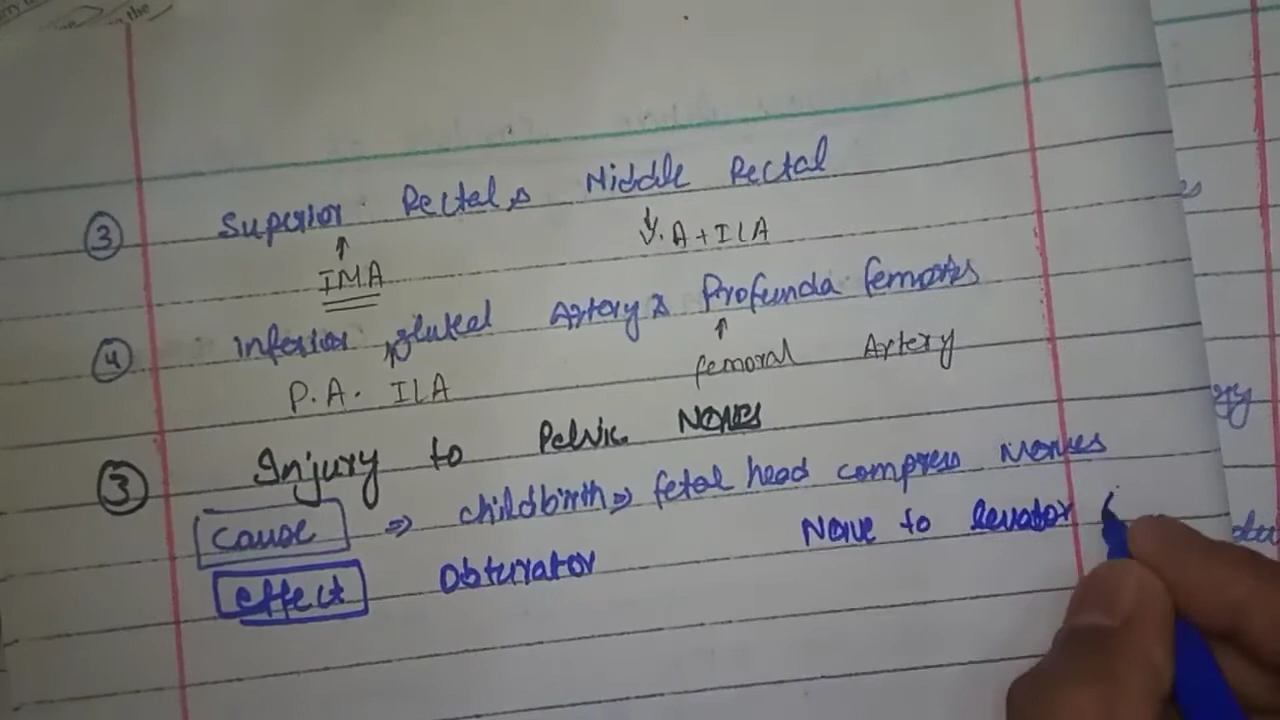 ③ Superior Rectal & Middle Rectal
IMA
A + ILA
④ inferior gluteal Artery & Profunda femoris
P.A. ILA
femoral Artery
③ Injury to Pelvic Nerves
cause ⇒ childbirth ⇒ fetal head compress nerves
effect Obturator Nerve to levator
the